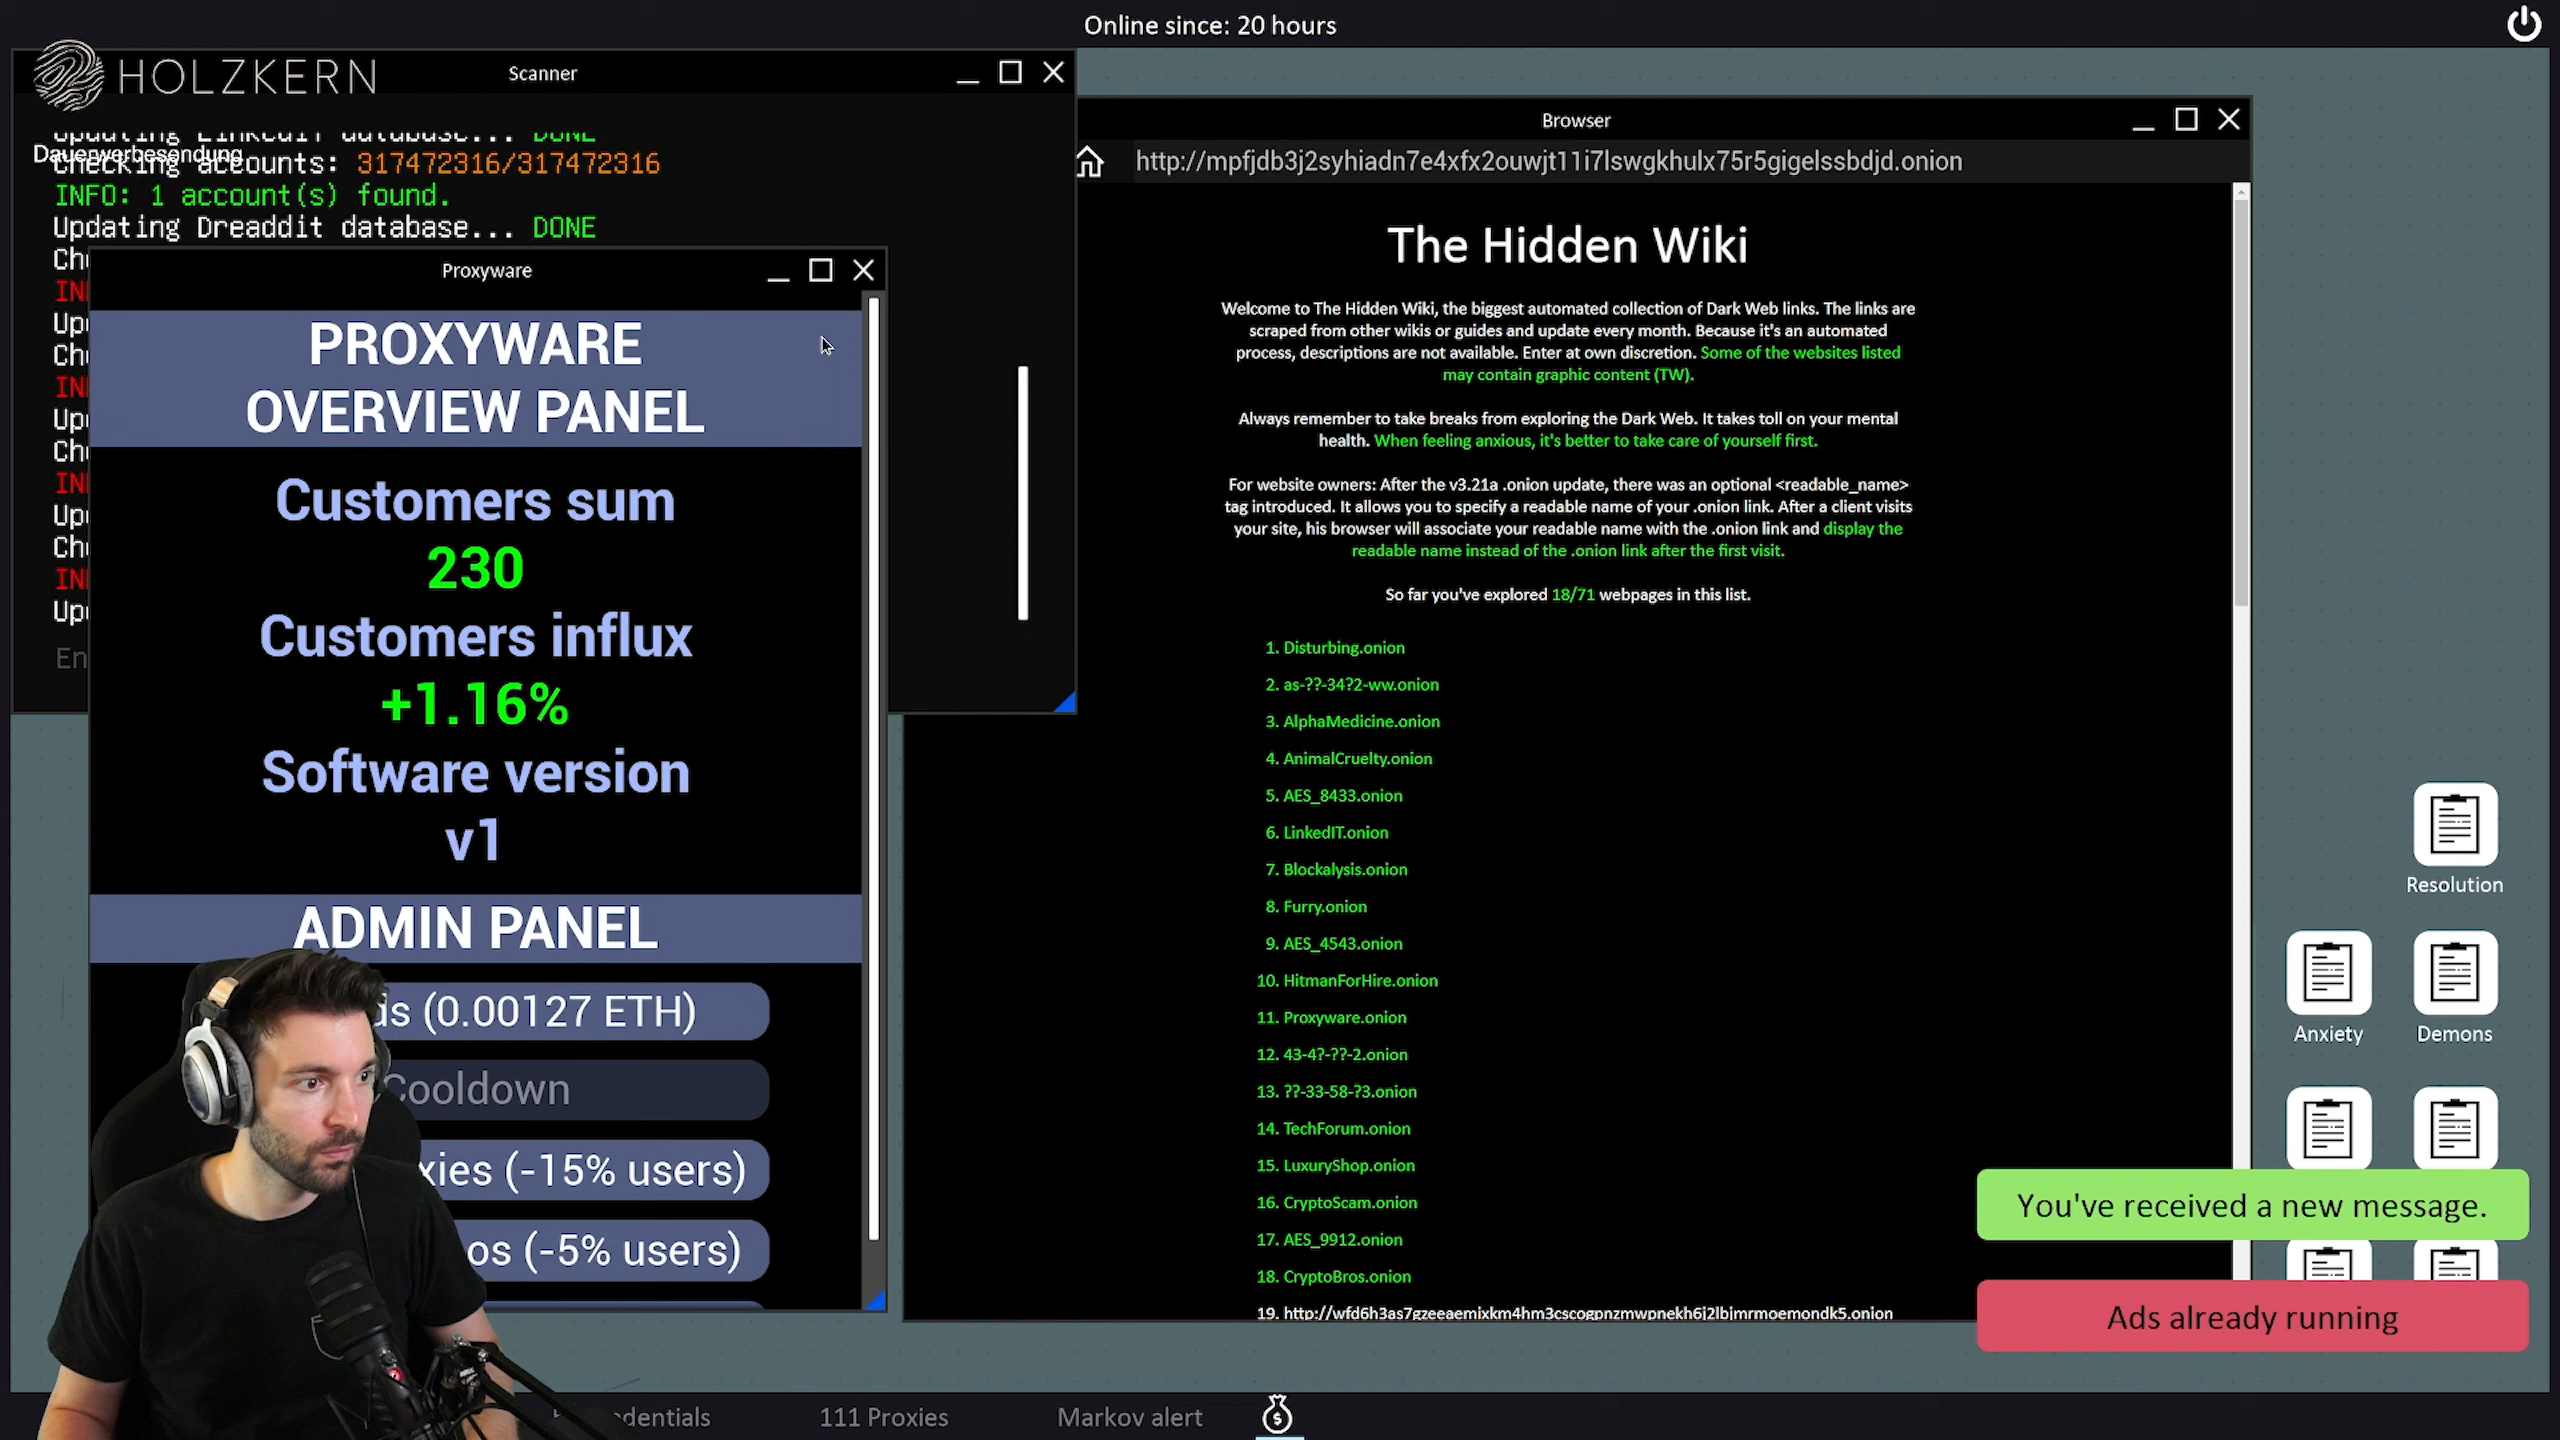 Online since: 20 hours
HOLZKERN
Scanner
Updating LinkedIT database... DONE
Dauerwerbesendung
Checking accounts: 317472316/317472316
INFO: 1 account(s) found.
Updating Dreaddit database... DONE
Proxyware
PROXYWARE
OVERVIEW PANEL
Customers sum
230
Customers influx
+1.16%
Software version
v1
ADMIN PANEL
(0.00127 ETH)
Cooldown
(-15% users)
(-5% users)
Browser
http://mpfjdb3j2syhiadn7e4xfx2ouwjt11i7lswgkhulx75r5gigelssbdjd.onion
The Hidden Wiki
Welcome to The Hidden Wiki, the biggest automated collection of Dark Web links. The links are
scraped from other wikis or guides and update every month. Because it's an automated
process, descriptions are not available. Enter at own discretion. Some of the websites listed
may contain graphic content (TW).
Always remember to take breaks from exploring the Dark Web. It takes toll on your mental
health. When feeling anxious, it's better to take care of yourself first.
For website owners: After the v3.21a .onion update, there was an optional <readable_name>
tag introduced. It allows you to specify a readable name of your .onion link. After a client visits
your site, his browser will associate your readable name with the .onion link and display the
readable name instead of the .onion link after the first visit.
So far you've explored 18/71 webpages in this list.
1. Disturbing.onion
2. as-??-34?2-ww.onion
3. AlphaMedicine.onion
4. AnimalCruelty.onion
5. AES_8433.onion
6. LinkedIT.onion
7. Blockalysis.onion
8. Furry.onion
9. AES_4543.onion
10. HitmanForHire.onion
11. Proxyware.onion
12. 43-4?-??-2.onion
13. ??-33-58-?3.onion
14. TechForum.onion
15. LuxuryShop.onion
16. CryptoScam.onion
17. AES_9912.onion
18. CryptoBros.onion
19. http://wfd6h3as7gzeeaemixkm4hm3cscogpnzmwpnekh6j2lbjmrmoemondk5.onion
Resolution
Anxiety
Demons
You've received a new message.
Ads already running
111 Proxies
Markov alert